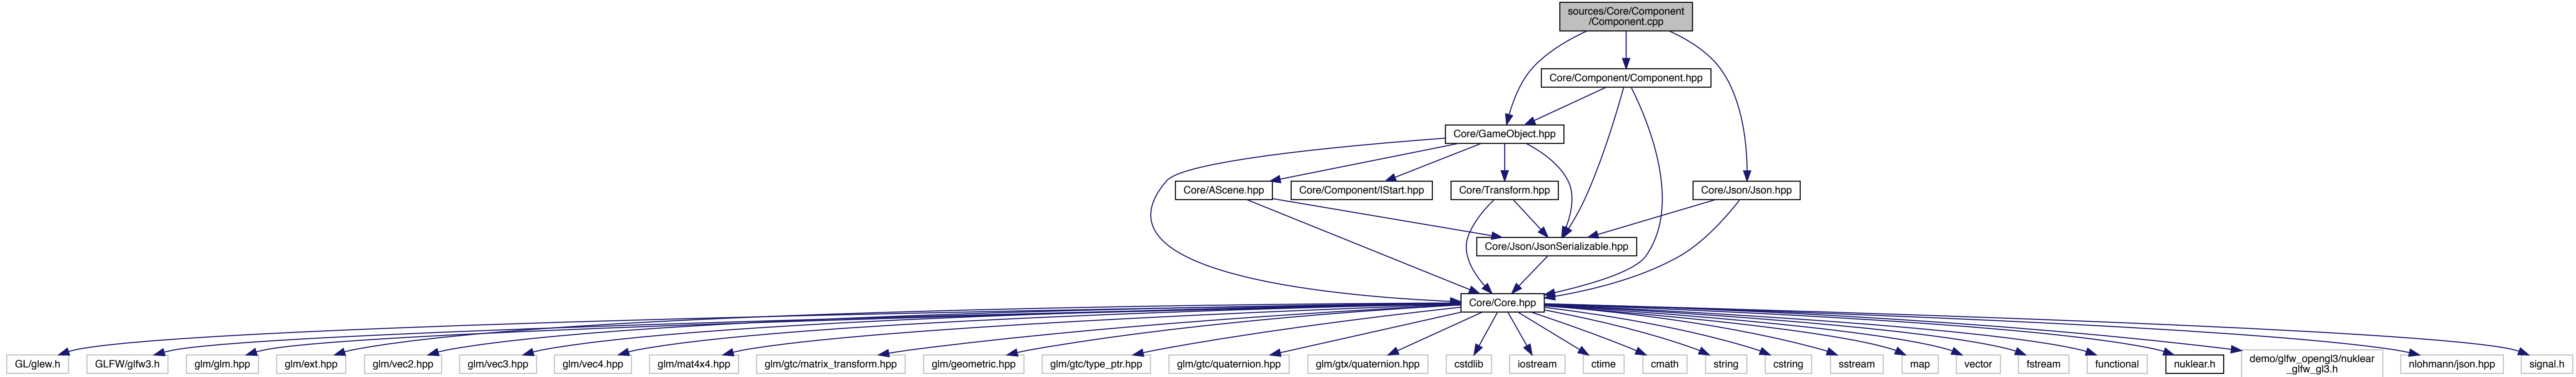 sources/Core/Component
/Component.cpp
Core/Component/Component.hpp
Core/GameObject.hpp
Core/AScene.hpp
Core/Component/IStart.hpp
Core/Transform.hpp
Core/Json/Json.hpp
Core/Json/JsonSerializable.hpp
Core/Core.hpp
GL/glew.h
GLFW/glfw3.h
glm/glm.hpp
glm/ext.hpp
glm/vec2.hpp
glm/vec3.hpp
glm/vec4.hpp
glm/mat4x4.hpp
glm/gtc/matrix_transform.hpp
glm/geometric.hpp
glm/gtc/type_ptr.hpp
glm/gtc/quaternion.hpp
glm/gtx/quaternion.hpp
cstdlib
iostream
ctime
cmath
string
cstring
sstream
map
vector
fstream
functional
nuklear.h
demo/glfw_opengl3/nuklear
_glfw_gl3.h
nlohmann/json.hpp
signal.h